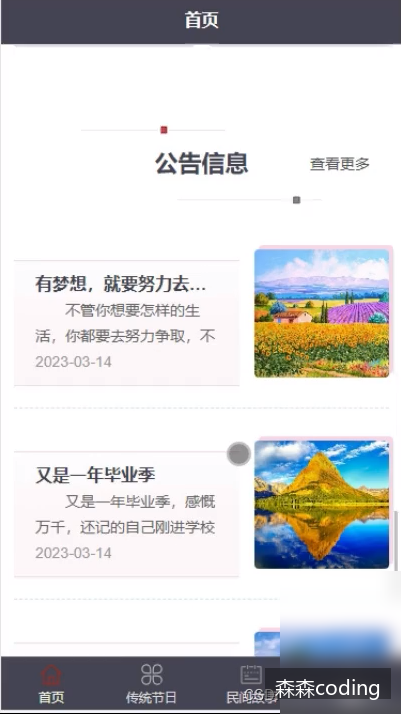 首页
公告信息
查看更多
有梦想，就要努力去...
不管你想要怎样的生
活，你都要去努力争取，不
2023-03-14
又是一年毕业季
又是一年毕业季，感慨
万千，还记的自己刚进学校
2023-03-14
首页
传统节日
民间故事
森森coding